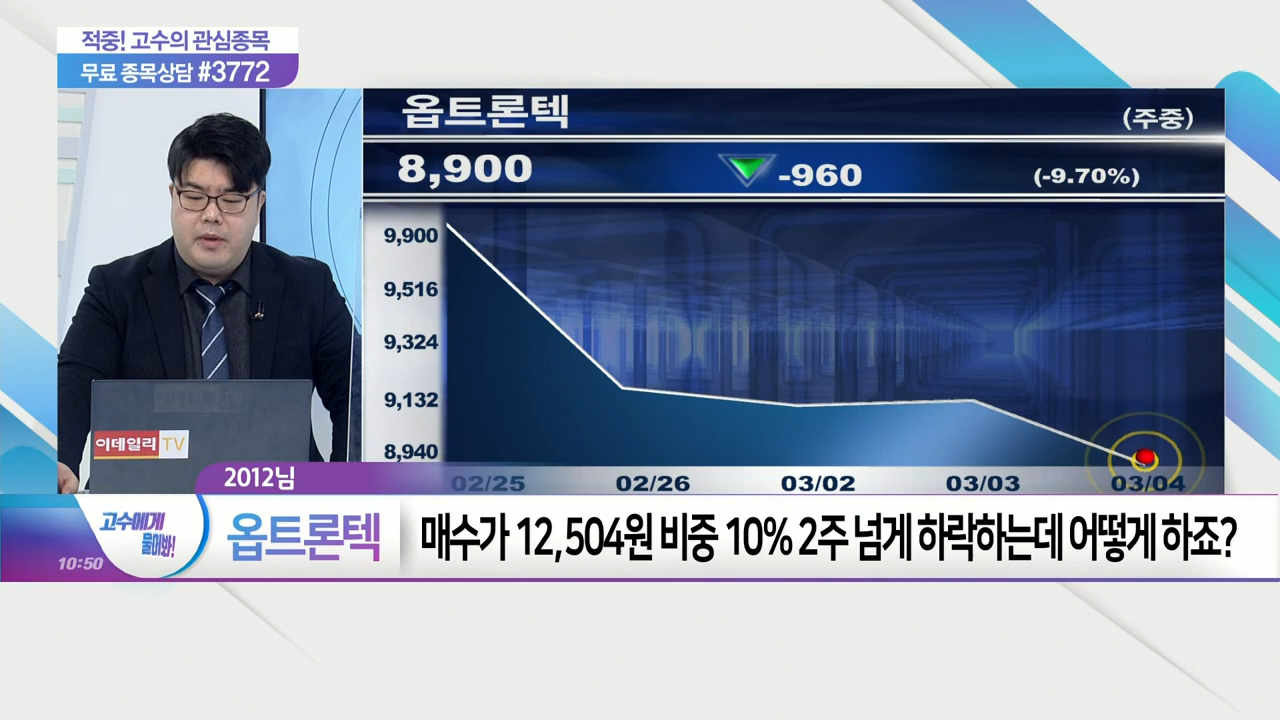 적중! 고수의 관심종목
무료 종목상담 #3772
옵트론텍
(주중)
8,900
-960
(-9.70%)
9,900
9,516
9,324
9,132
8,940
02/25
02/26
03/02
03/03
03/04
이데일리 TV
2012님
고수에게
물어봐!
10:50
옵트론텍
매수가 12,504원 비중 10% 2주 넘게 하락하는데 어떻게 하죠?